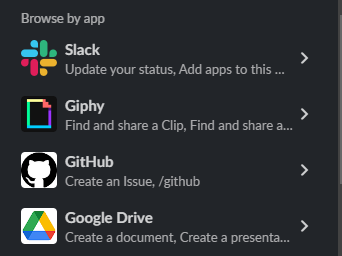 Browse by app
Slack
Update your status, Add apps to this ...
Giphy
Find and share a Clip, Find and share a...
GitHub
Create an Issue, /github
Google Drive
Create a document, Create a presenta...